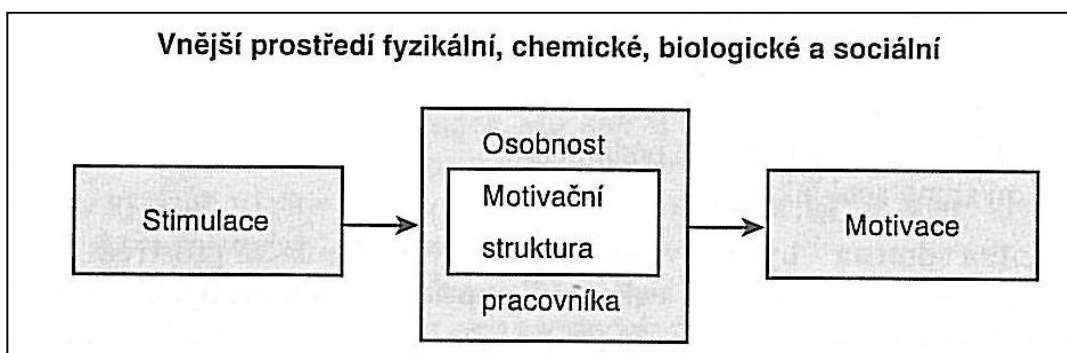 Vnější prostředí fyzikální, chemické, biologické a sociální
Stimulace
Osobnost
Motivační
struktura
pracovníka
Motivace